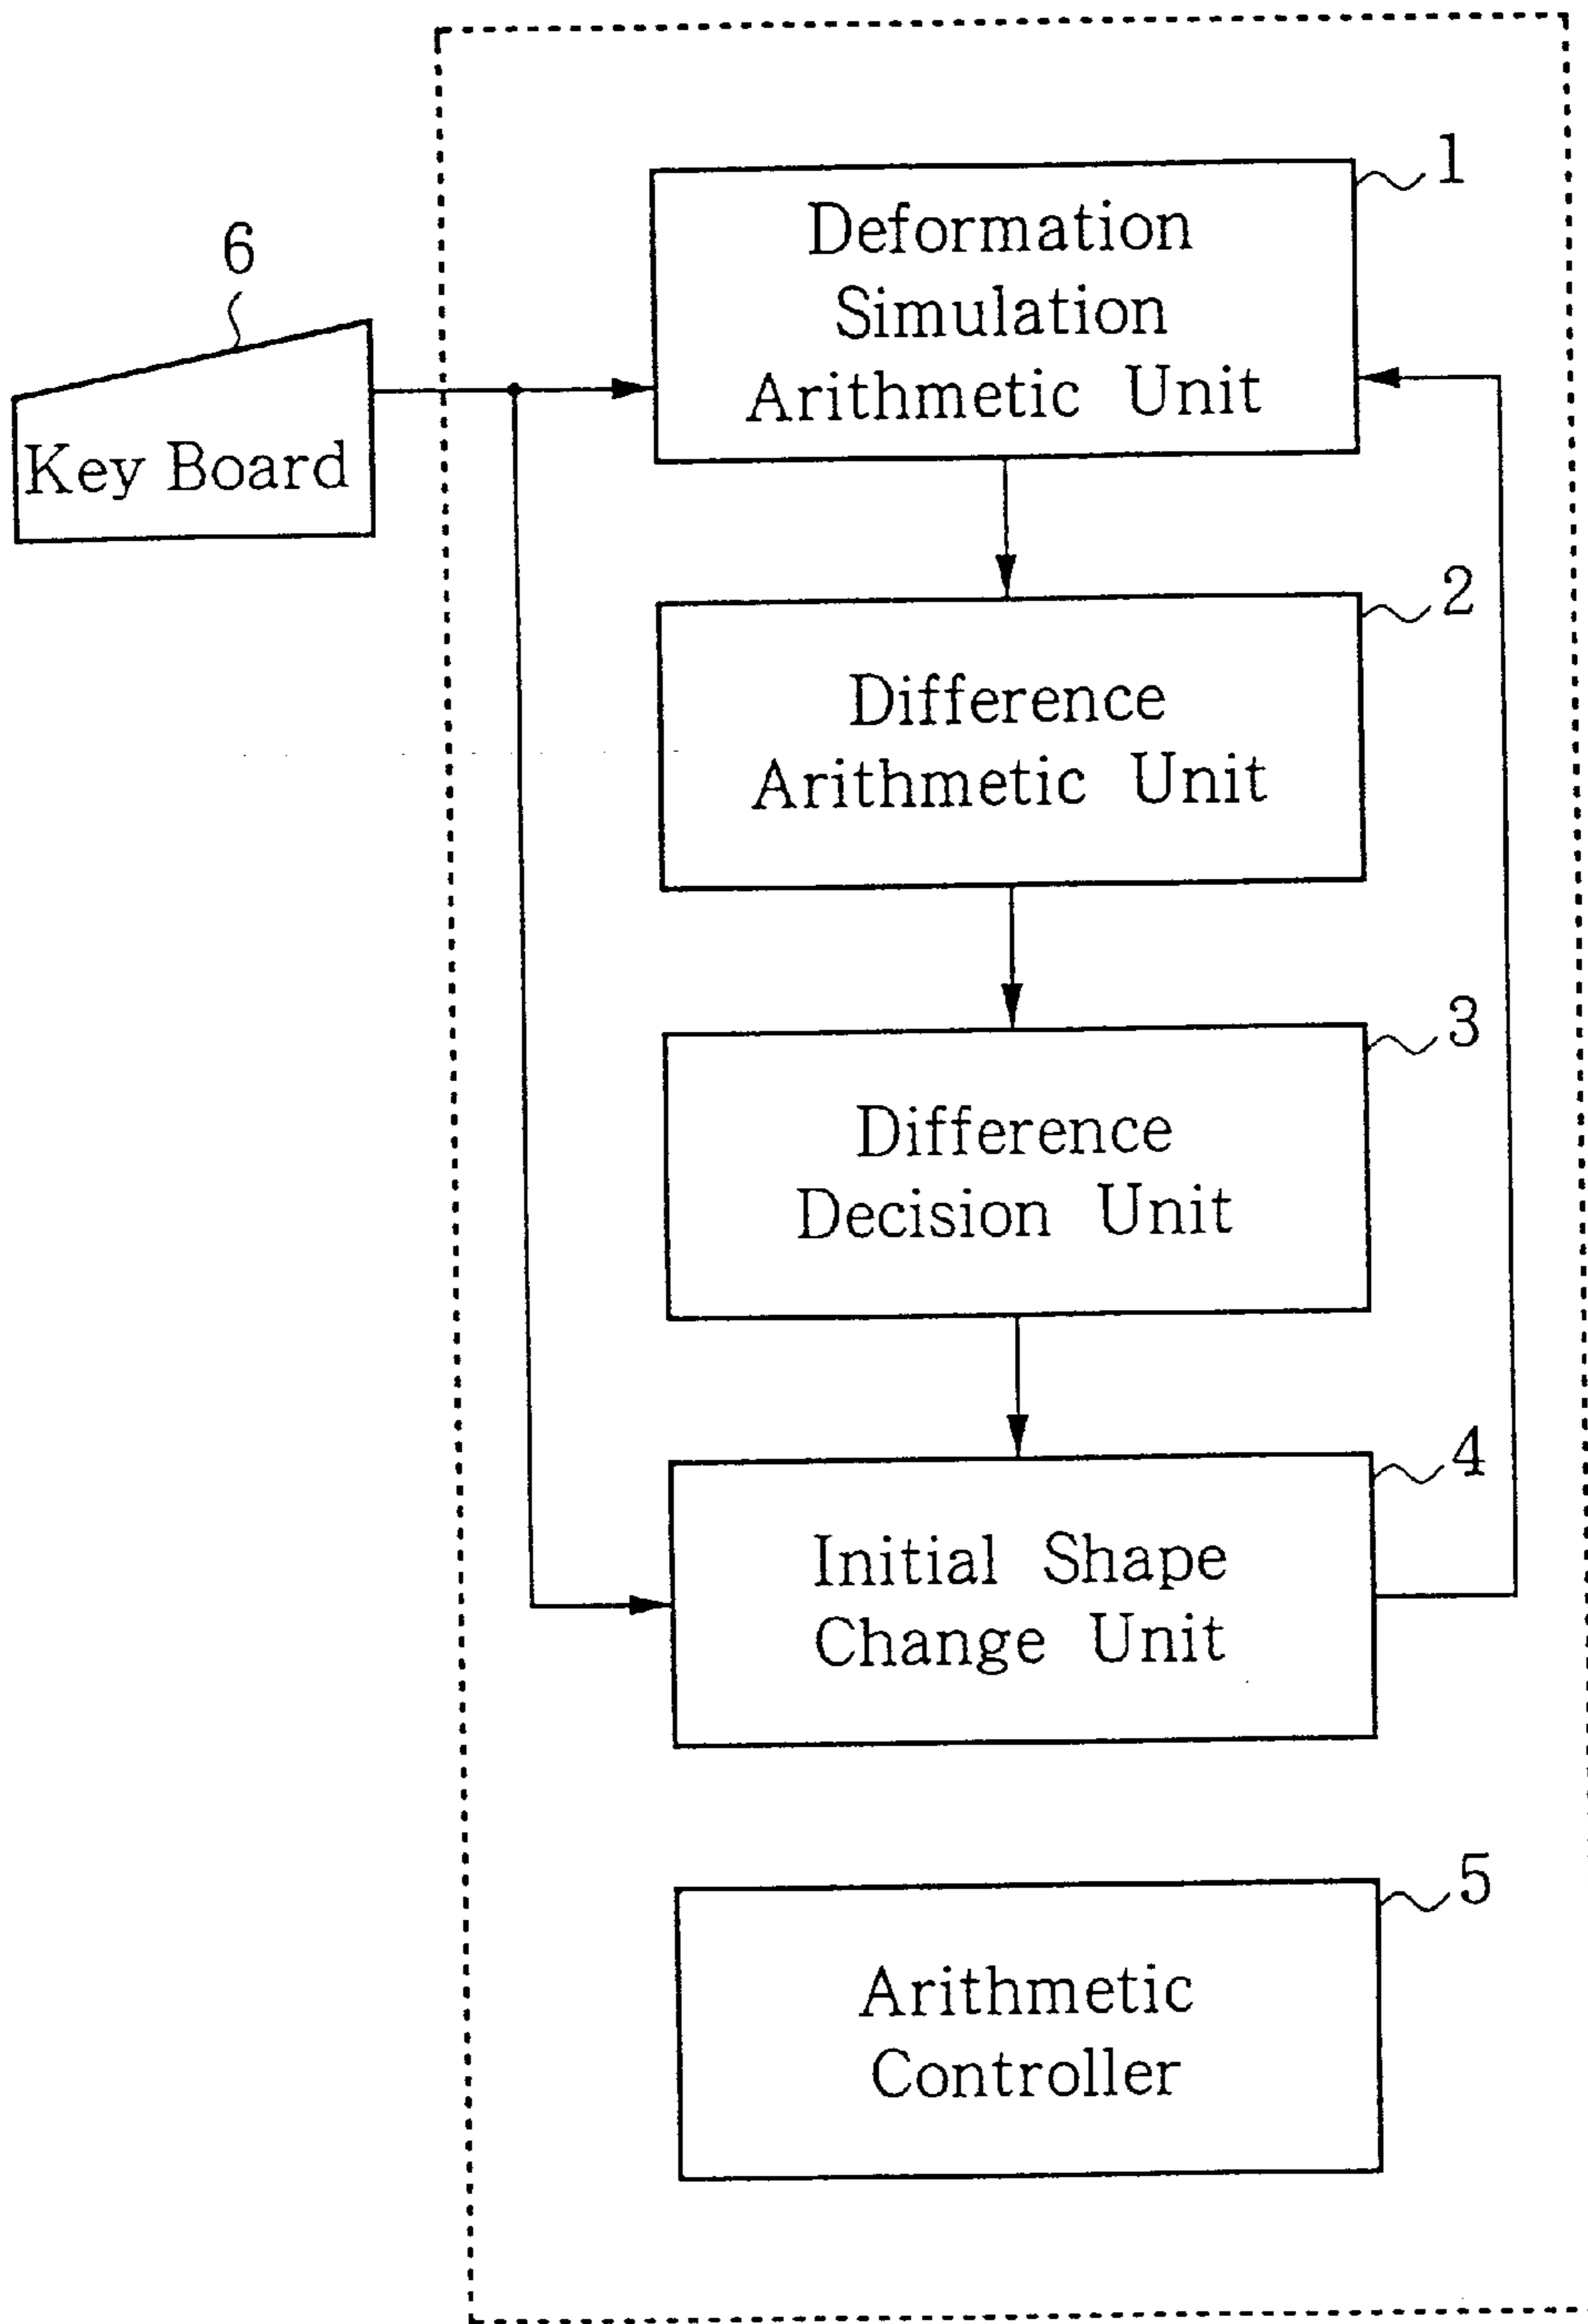 1
Deformation
Simulation
Arithmetic Unit
6
Key Board
2
Difference
Arithmetic Unit
3
Difference
Decision Unit
4
Initial Shape
Change Unit
5
Arithmetic
Controller